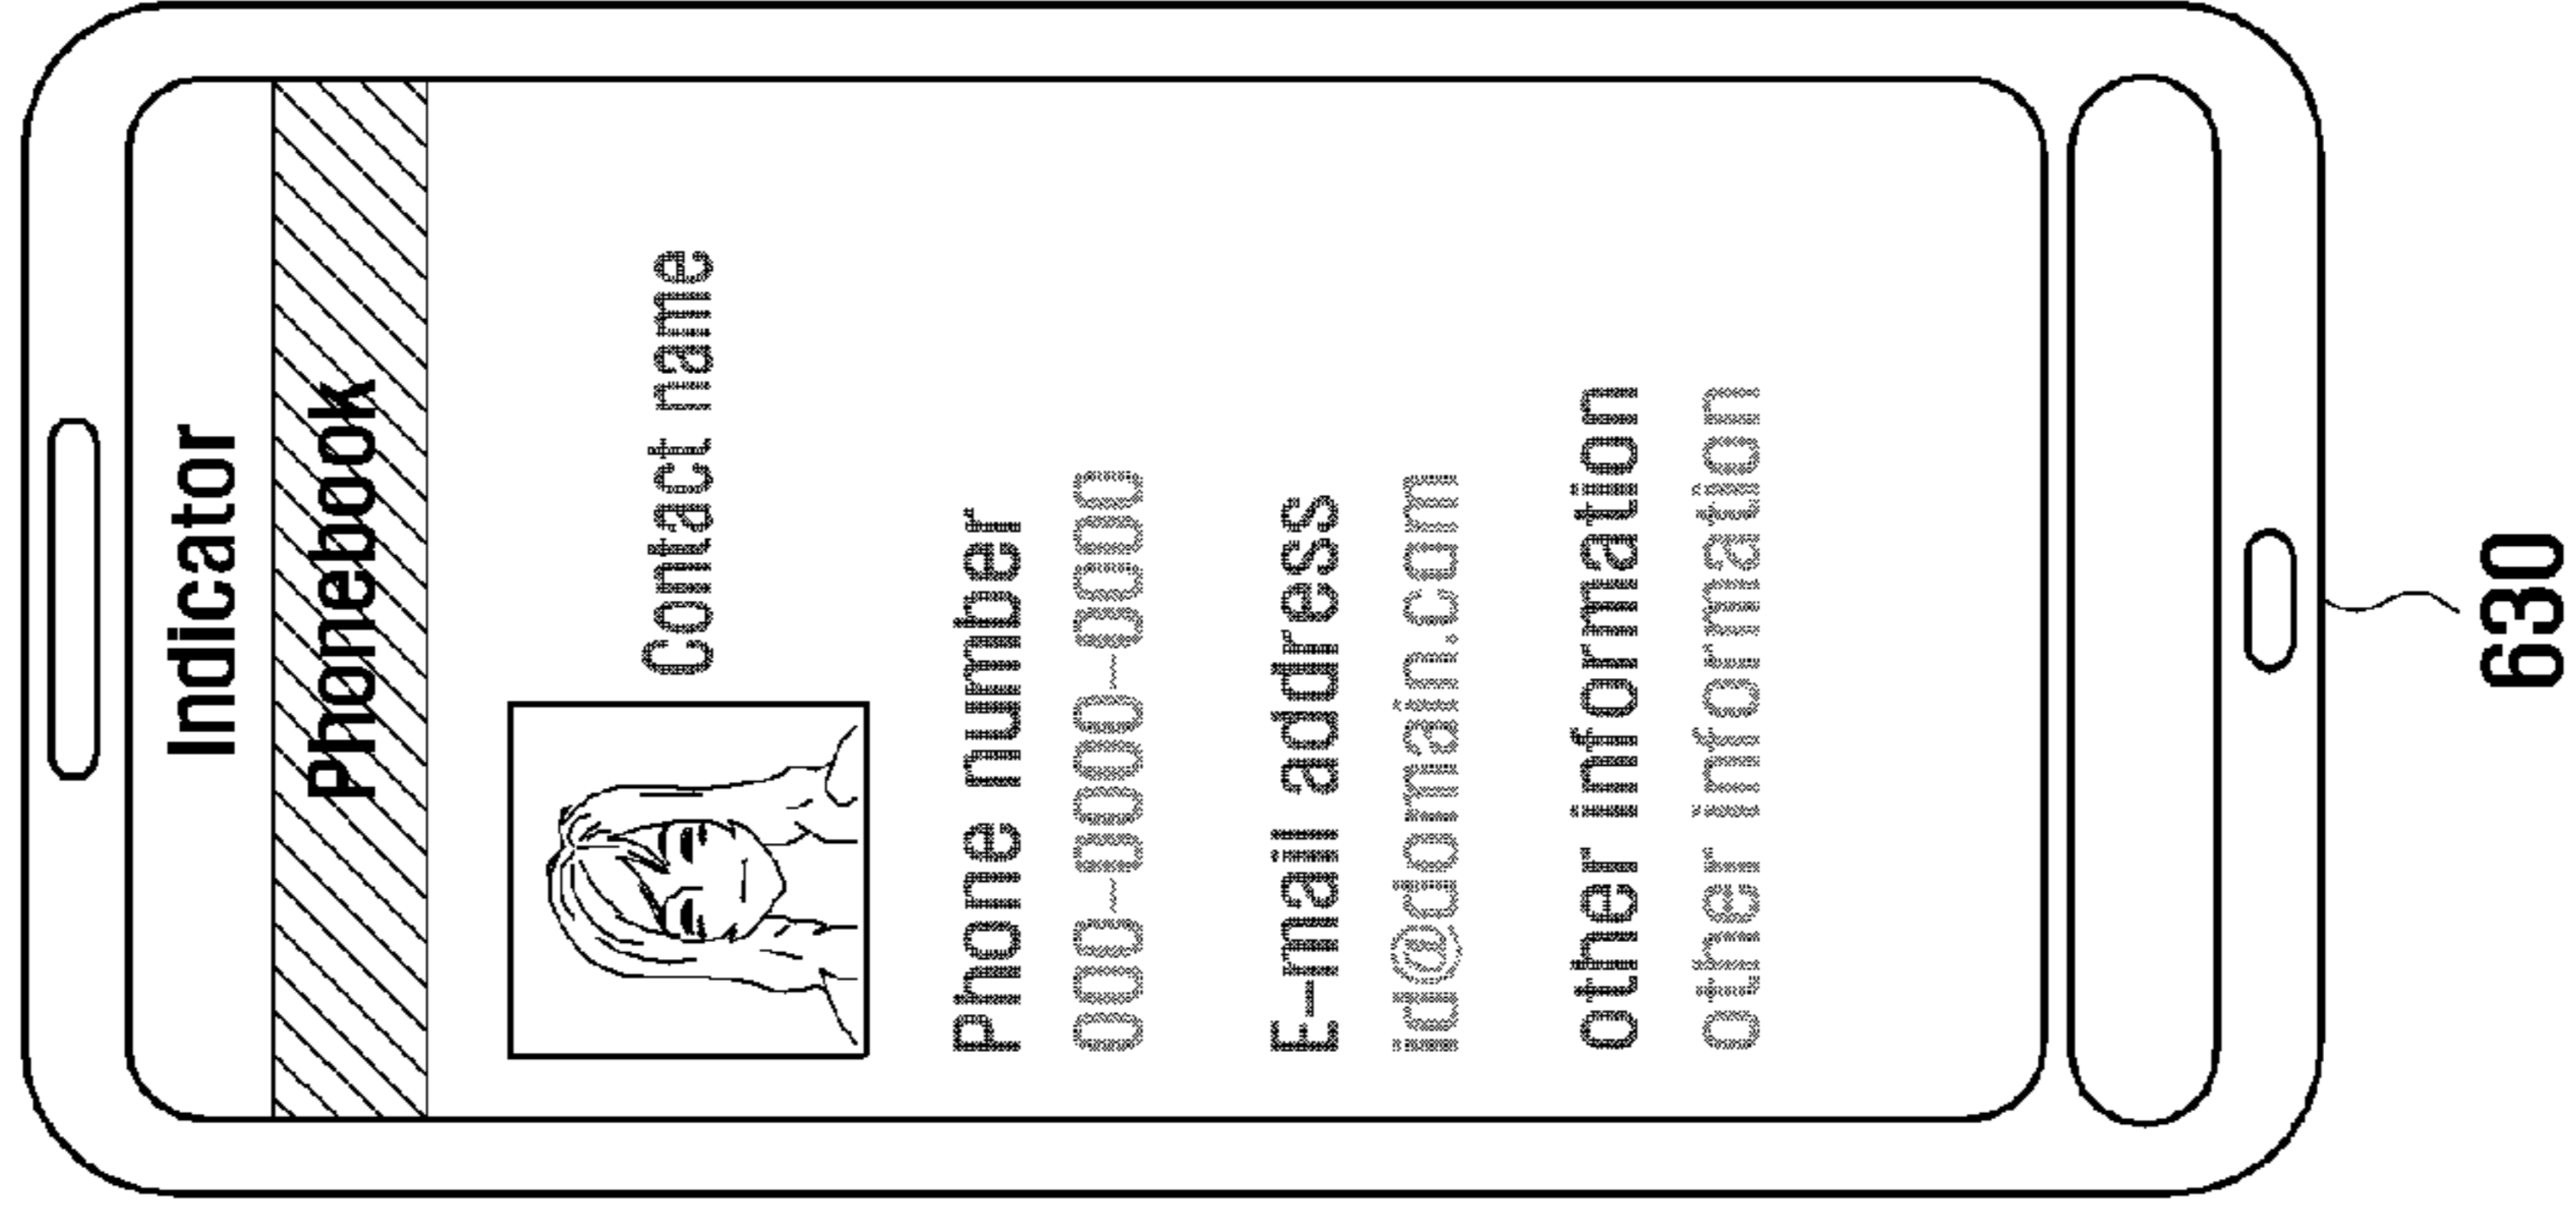 Indicator
Phonebook
Contact name
Phone number
000-0000-0000
E-mail address
id@domain.com
other information
other information
630